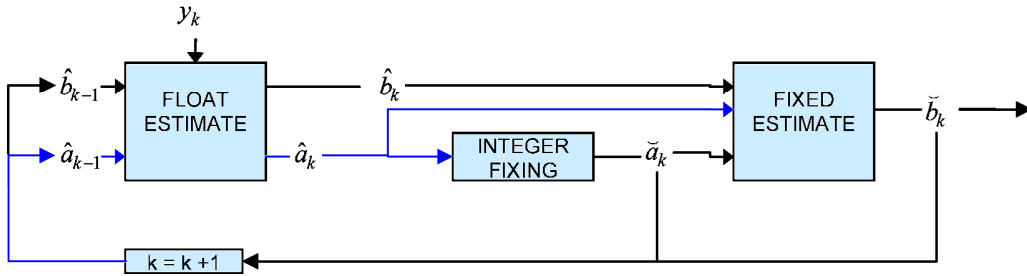 y_k
b̂_{k-1}
FLOAT
ESTIMATE
b̂_k
FIXED
ESTIMATE
b̆_k
â_{k-1}
â_k
INTEGER
FIXING
ă_k
k = k +1